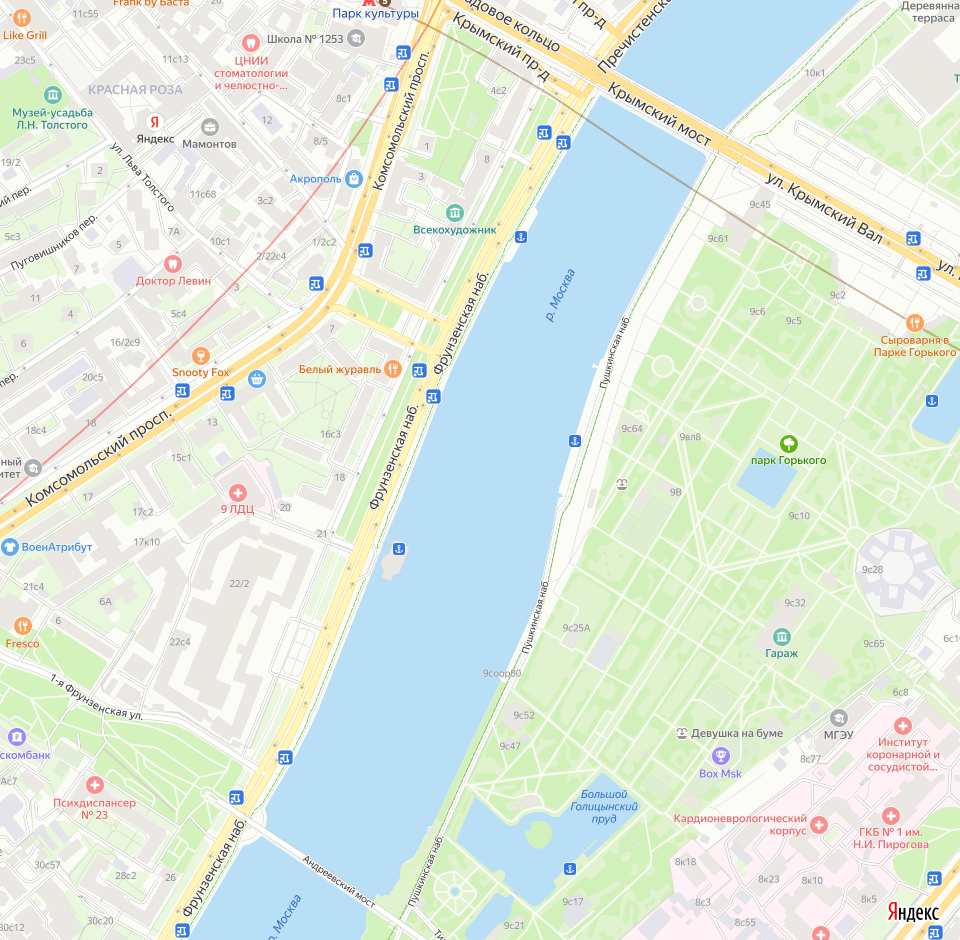 Frank by Баста
Like Grill
Парк культуры
Садовое кольцо
Крымский пр-д
Пречистенская
Деревянная
терраса
Школа № 1253
23с5
11с13
ЦНИИ
стоматологии
и челюстно-...
10к1
КРАСНАЯ РОЗА
8с1
4с2
Крымский мост
Музей-усадьба
Л.Н. Толстого
Яндекс
Мамонтов
8/5
Комсомольский просп.
1
8
19/2
2
ул. Льва Толстого
Акрополь
3
ул. Крымский Вал
11с68
3с2
9с45
Всекохудожник
Пуговишников пер.
5с3
7А
10с1
1/2с2
9с61
7
5
2/22с4
р. Москва
Доктор Левин
11
4
5с4
9с2
9с6
9с5
6
16/2с9
7
Фрунзенская наб.
Пушкинская наб.
Сыроварня в
Парке Горького
Snooty Fox
Белый журавль
20с5
18с4
13
16с3
9с64
9вл8
парк Горького
15с1
Комсомольский просп.
18
Фрунзенская наб.
9В
17
17с2
9 ЛДЦ
20
9с10
21
ВоенАтрибут
17к10
9с28
21с4
22/2
6А
9с32
6
Fresco
22с4
Пушкинская наб.
9с25А
Гараж
9с65
9соор80
1-я Фрунзенская ул.
6с8
9с52
МГЭУ
Девушка на буме
9с47
Институт
коронарной и
сосудистой...
Box Msk
8с77
Психдиспансер
№ 23
Большой
Голицынский
пруд
Кардионеврологический
корпус
ГКБ № 1 им.
Н.И. Пирогова
Фрунзенская наб.
Андреевский мост
30с57
28с2
26
Пушкинская наб.
8к18
8к23
8к10
30с12
30с20
р. Москва
9с17
8с3
8с55
9с21
Яндекс